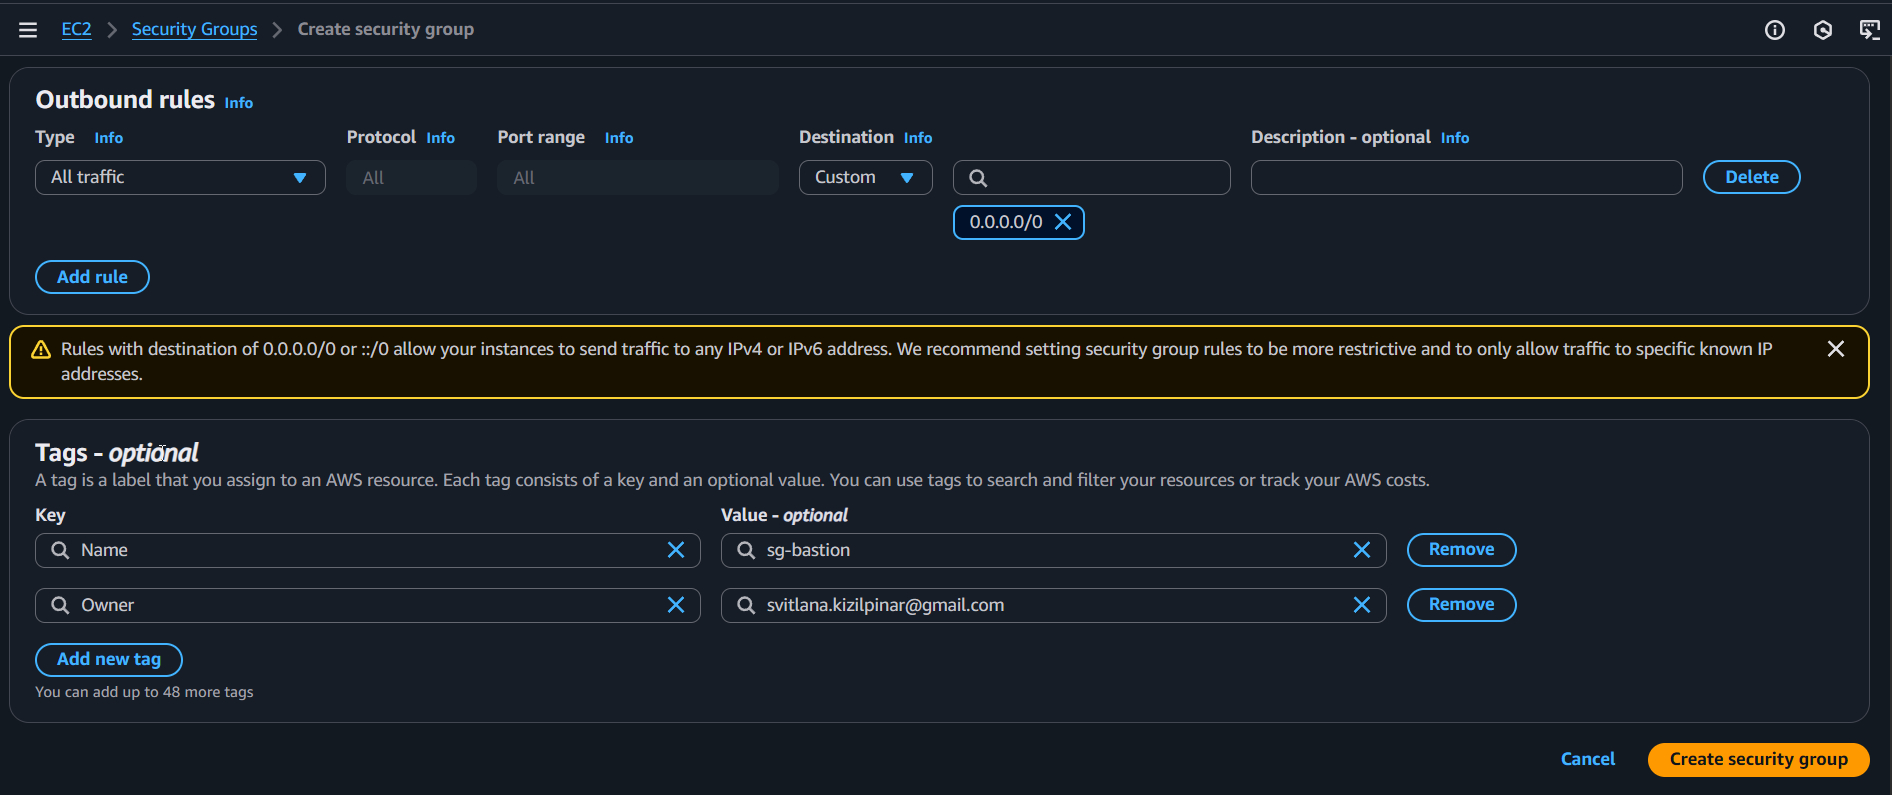 EC2 Security Groups Create security group
Outbound rules Info
Type Info Protocol Info Port range Info Destination Info Description - optional Info
All traffic All All Custom Delete
0.0.0.0/0
Add rule
Rules with destination of 0.0.0.0/0 or ::/0 allow your instances to send traffic to any IPv4 or IPv6 address. We recommend setting security group rules to be more restrictive and to only allow traffic to specific known IP
addresses.
Tags - optional
A tag is a label that you assign to an AWS resource. Each tag consists of a key and an optional value. You can use tags to search and filter your resources or track your AWS costs.
Key Value - optional
Name sg-bastion Remove
Owner svitlana.kizilpinar@gmail.com Remove
Add new tag
You can add up to 48 more tags
Cancel Create security group